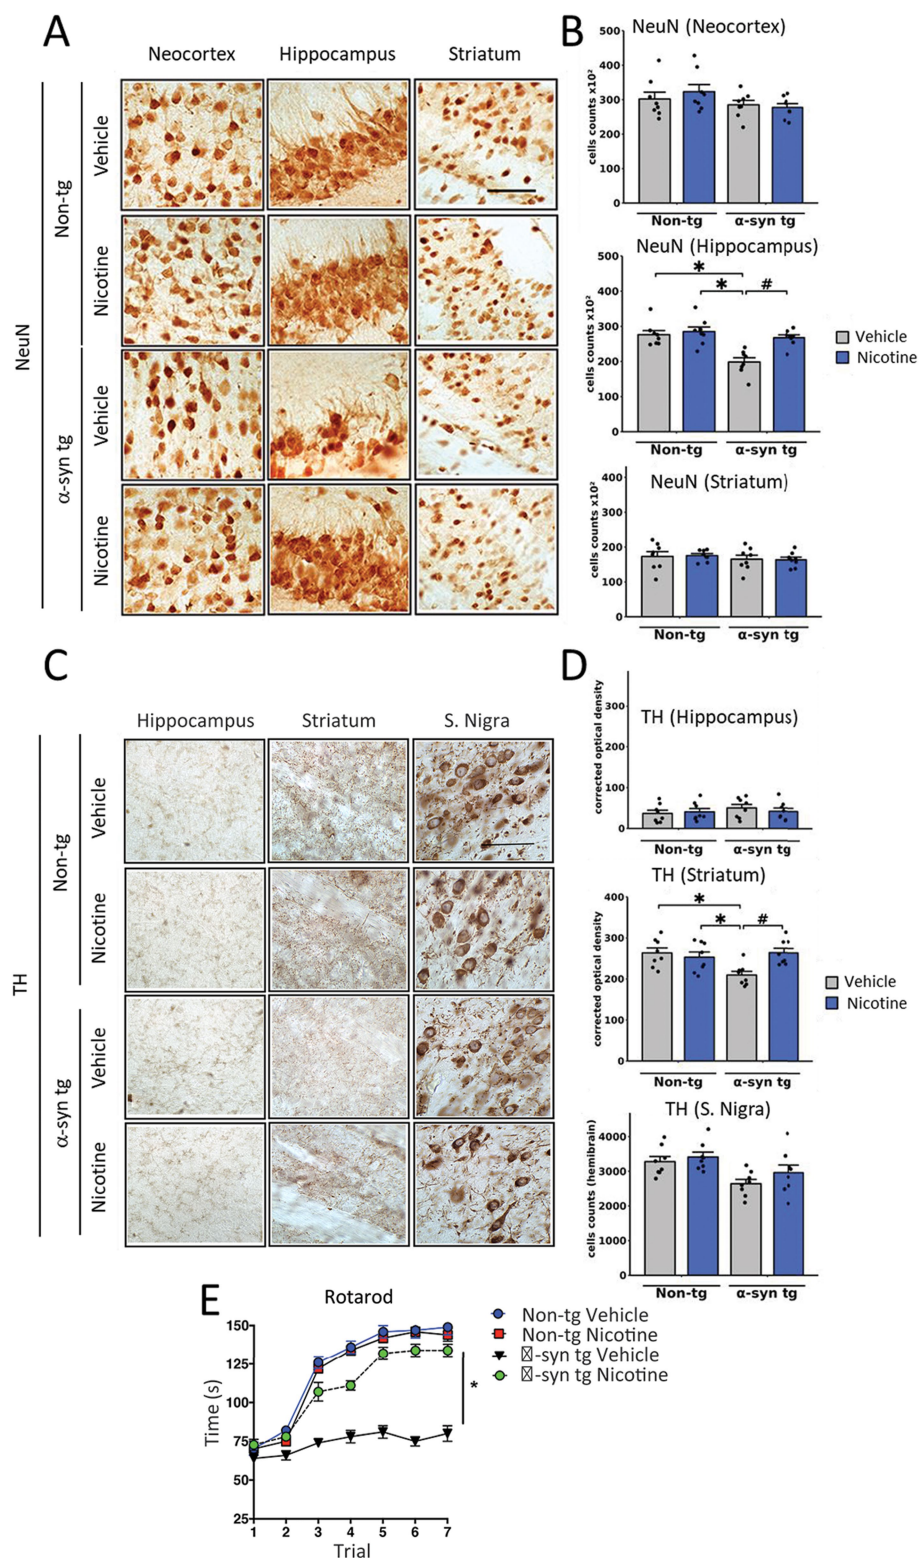 A
Neocortex Hippocampus Striatum
NeuN
Non-tg
Vehicle
Nicotine
α-syn tg
Vehicle
Nicotine
B
NeuN (Neocortex)
cells counts x10²
500
400
300
200
100
0
Non-tg α-syn tg
NeuN (Hippocampus)
cells counts x10²
500
400
300
200
100
0
* * #
Non-tg α-syn tg
Vehicle
Nicotine
NeuN (Striatum)
cells counts x10²
400
300
200
100
0
Non-tg α-syn tg
C
Hippocampus Striatum S. Nigra
TH
Non-tg
Vehicle
Nicotine
α-syn tg
Vehicle
Nicotine
D
TH (Hippocampus)
corrected optical density
300
200
100
0
Non-tg α-syn tg
TH (Striatum)
corrected optical density
400
300
200
100
0
* * #
Non-tg α-syn tg
Vehicle
Nicotine
TH (S. Nigra)
cells counts (hemibrain)
4000
3000
2000
1000
0
Non-tg α-syn tg
E
Rotarod
Time (s)
150
125
100
75
50
25
1 2 3 4 5 6 7
Trial
*
Non-tg Vehicle
Non-tg Nicotine
☒-syn tg Vehicle
☒-syn tg Nicotine